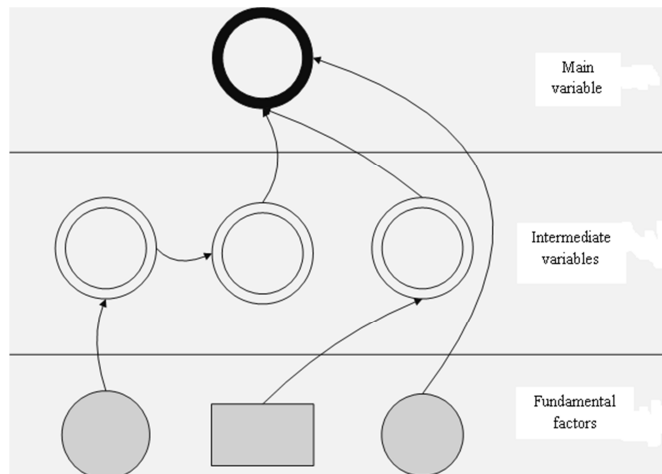 Main
variable
Intermediate
variables
Fundamental
factors